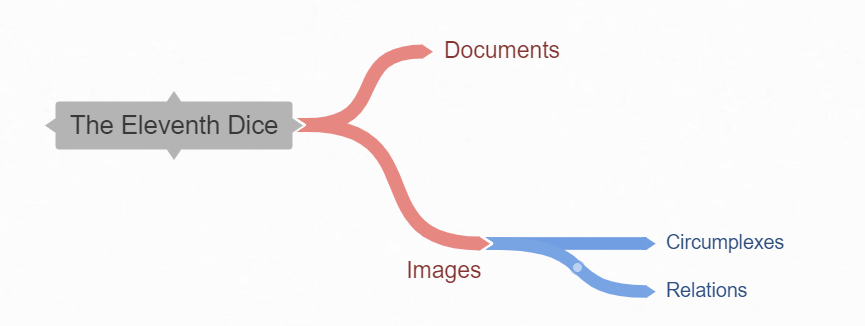 The Eleventh Dice
Documents
Images
Circumplexes
Relations